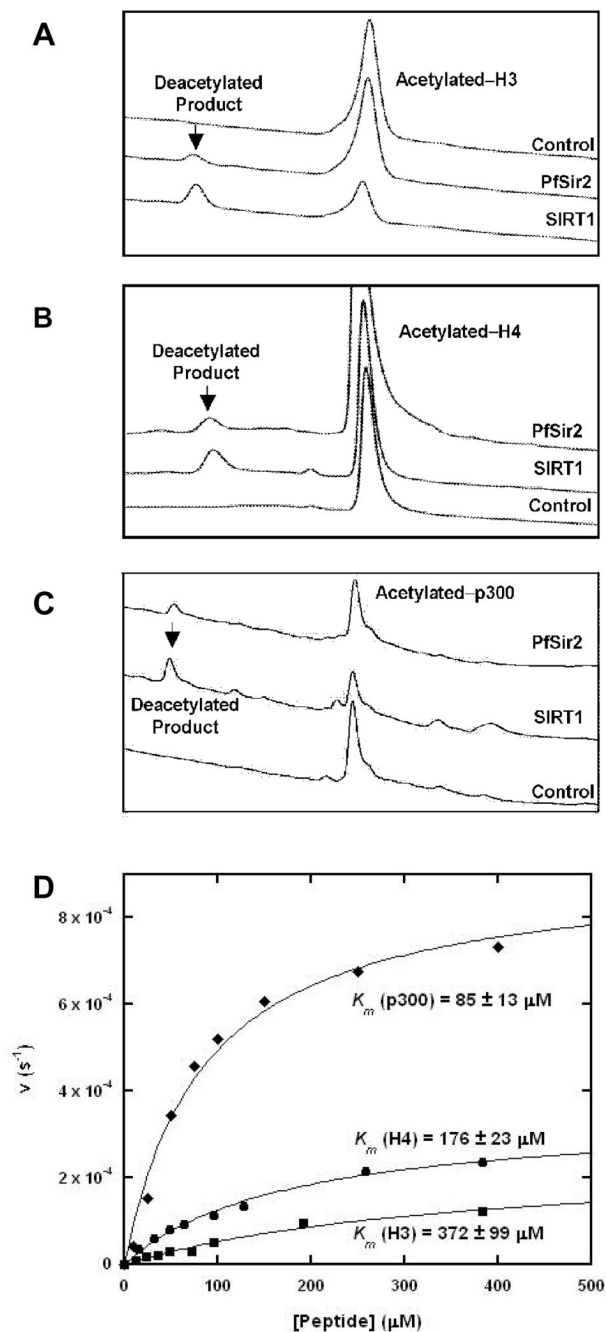 A
Deacetylated
Product
Acetylated–H3
Control
PfSir2
SIRT1
B
Deacetylated
Product
Acetylated–H4
PfSir2
SIRT1
Control
C
Acetylated–p300
PfSir2
Deacetylated
Product
SIRT1
Control
D
8 x 10⁻⁴
6 x 10⁻⁴
4 x 10⁻⁴
2 x 10⁻⁴
0
v (s⁻¹)
Kₘ (p300) = 85 ± 13 μM
Kₘ (H4) = 176 ± 23 μM
Kₘ (H3) = 372 ± 99 μM
0 100 200 300 400 500
[Peptide] (μM)